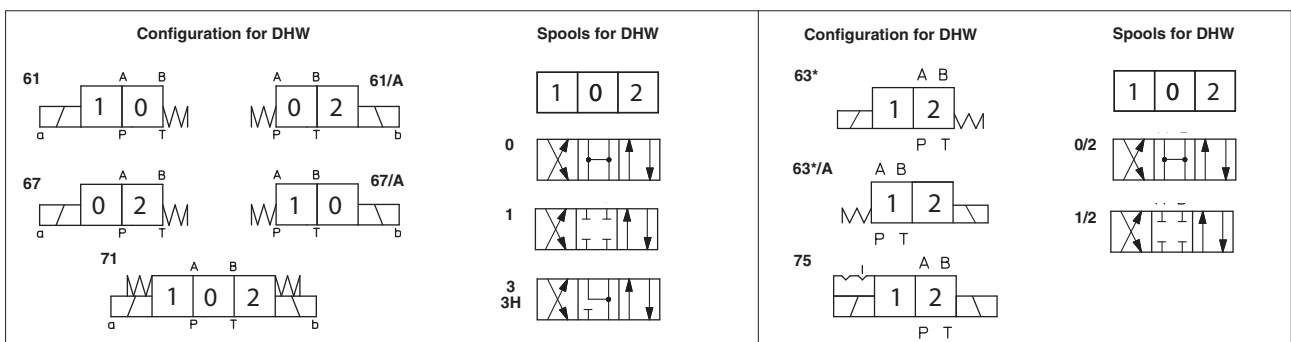 Configuration for DHW
Spools for DHW
61
A B
1 0
a P T
A B
61/A
0 2
P T b
67
A B
0 2
a P T
A B
67/A
1 0
P T b
71
A B
1 0 2
a P T b
1 0 2
0
1
3
3H
Configuration for DHW
Spools for DHW
63*
A B
1 2
P T
63*/A
A B
1 2
P T
75
A B
1 2
P T
1 0 2
0/2
1/2